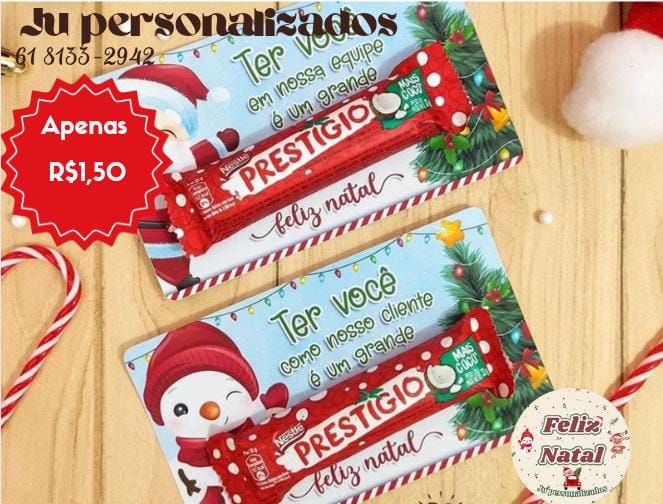 Ju personalizados
61 8133-2942
Apenas
R$1,50
Ter você
em nossa equipe
é um grande
Nestlé
PRESTÍGIO
MAIS
COCO
feliz natal
Ter você
como nosso cliente
é um grande
Nestlé
PRESTÍGIO
MAIS
COCO
feliz natal
Feliz
Natal
Ju personalizados